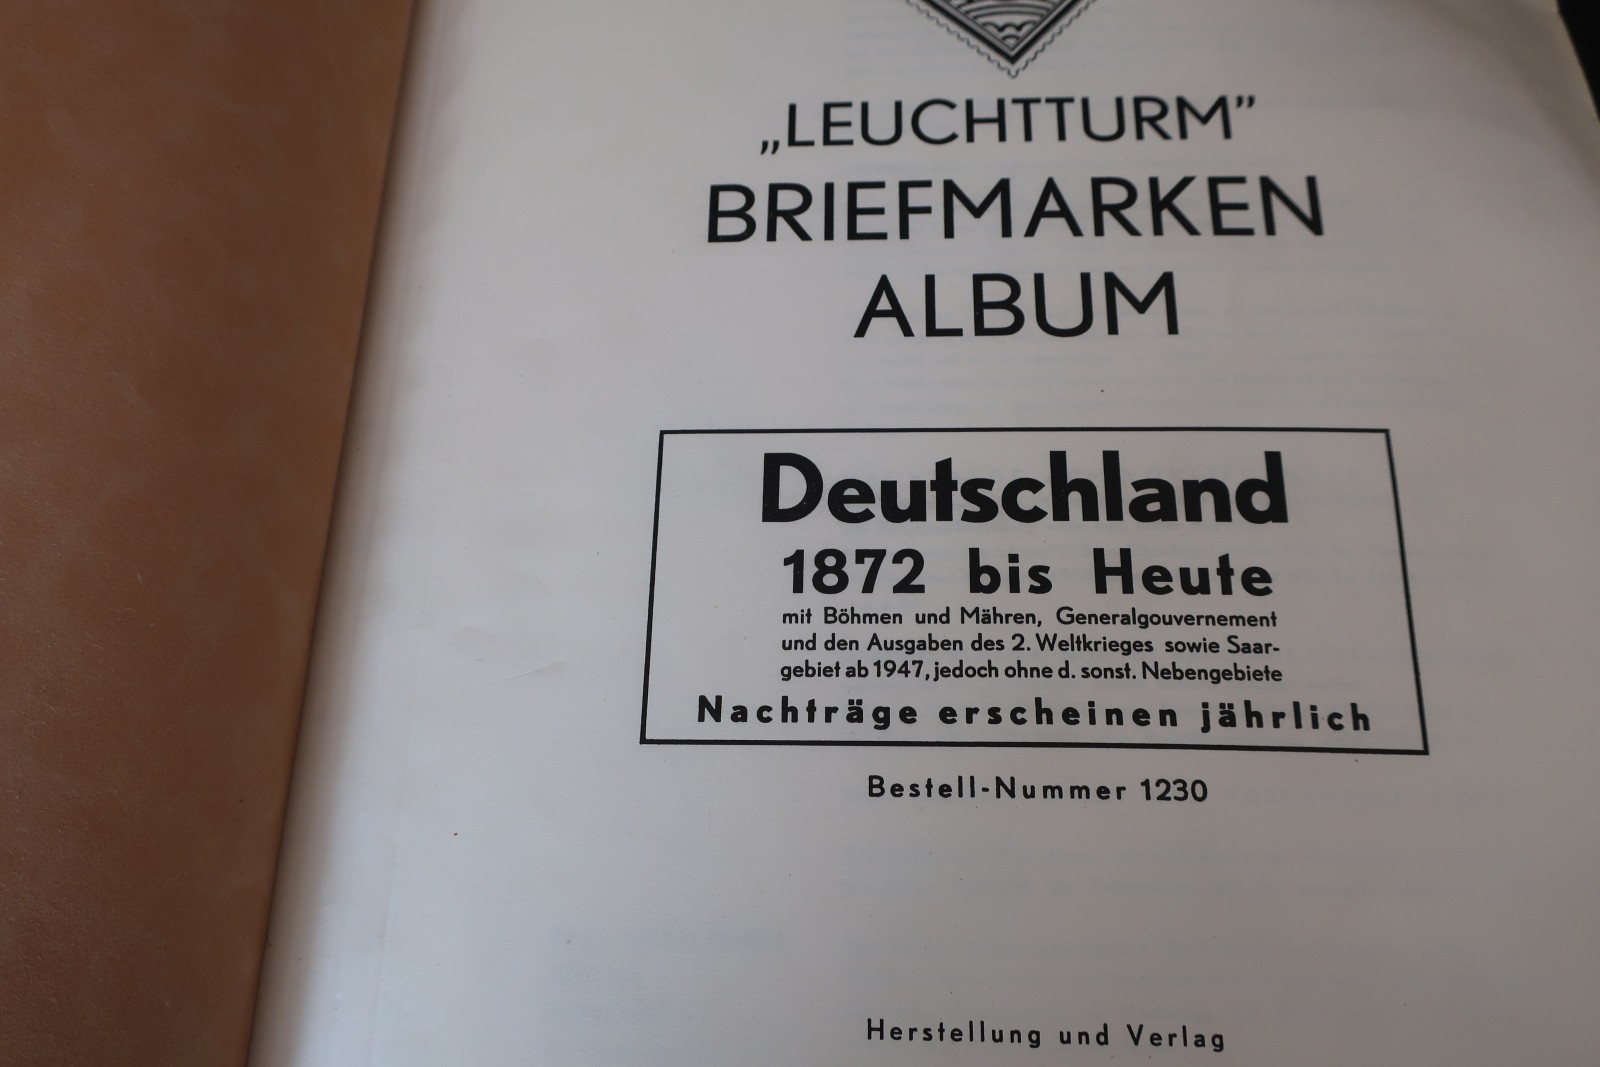 „LEUCHTTURM”
BRIEFMARKEN
ALBUM
Deutschland
1872 bis Heute
mit Böhmen und Mähren, Generalgouvernement
und den Ausgaben des 2. Weltkrieges sowie Saar-
gebiet ab 1947, jedoch ohne d. sonst. Nebengebiete
Nachträge erscheinen jährlich
Bestell-Nummer 1230
Herstellung und Verlag